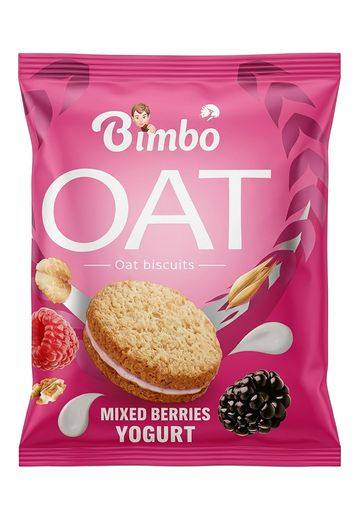 Bimbo
OAT
Oat biscuits
MIXED BERRIES
YOGURT